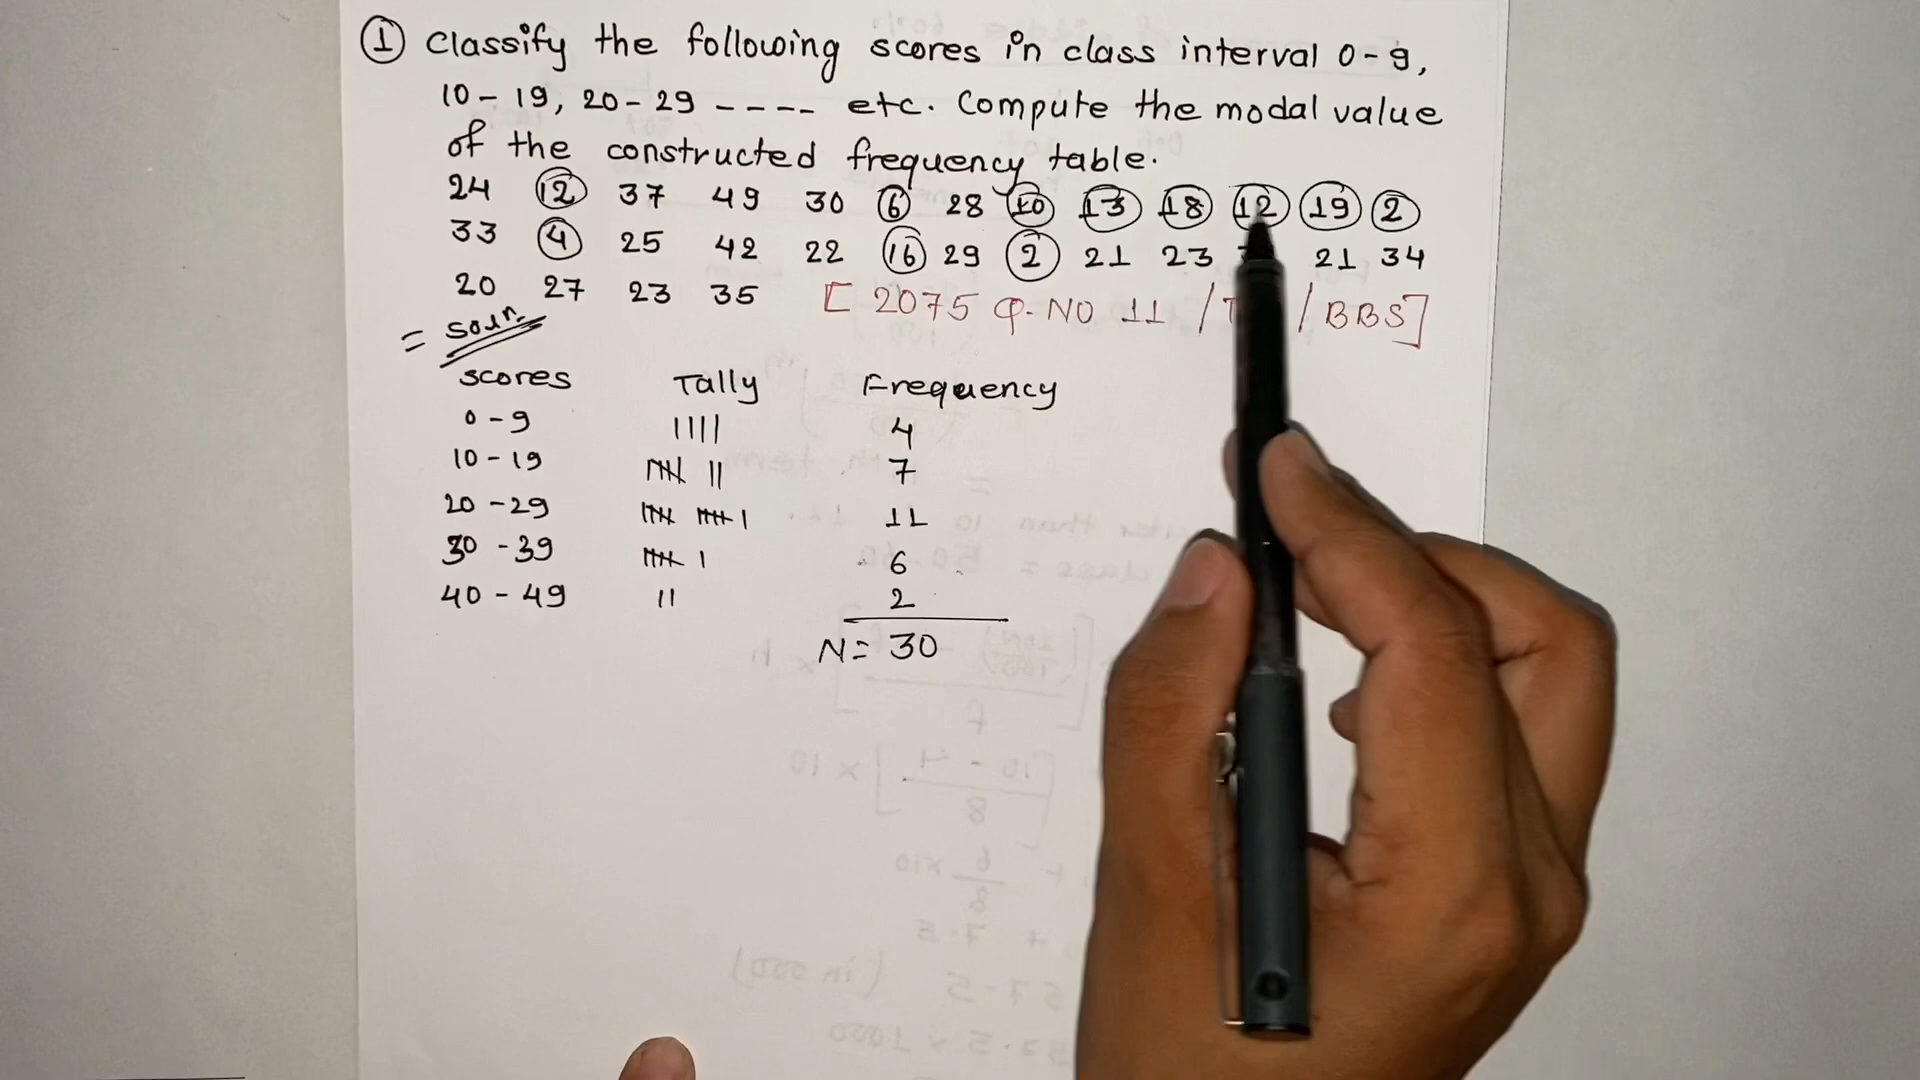 ① Classify the following scores in class interval 0-9,
10-19, 20-29 ---- etc. Compute the modal value
of the constructed frequency table.
24 12 37 49 30 6 28 10 13 18 12 19 2
33 4 25 42 22 16 29 2 21 23 21 34
20 27 23 35 [2075 Q.NO 11 / / BBS]
= Soln.
Scores Tally Frequency
0-9 |||| 4
10-19 |||| || 7
20-29 |||| |||| | 11
30-39 |||| | 6
40-49 || 2
N= 30